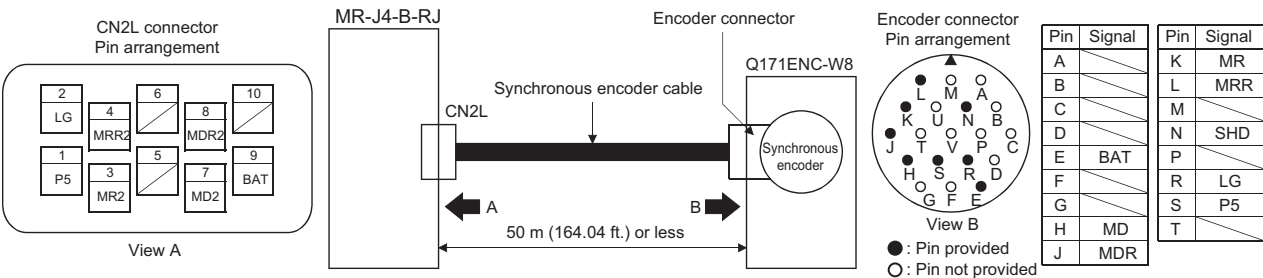 CN2L connector
Pin arrangement
2
LG
4
MRR2
6
8
MDR2
10
1
P5
3
MR2
5
7
MD2
9
BAT
View A
MR-J4-B-RJ
CN2L
Synchronous encoder cable
Encoder connector
Q171ENC-W8
Synchronous
encoder
A
B
50 m (164.04 ft.) or less
Encoder connector
Pin arrangement
L M A
K U N B
J T V P C
H S R D
G F E
View B
●: Pin provided
○: Pin not provided
Pin Signal
A
B
C
D
E BAT
F
G
H MD
J MDR
Pin Signal
K MR
L MRR
M
N SHD
P
R LG
S P5
T